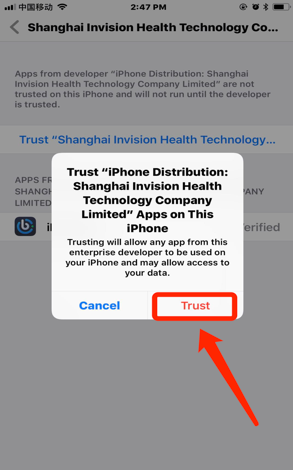 中国移动 2:47 PM
Shanghai Invision Health Technology Co...
Apps from developer “iPhone Distribution:
Shanghai Invision Health Technology
Company Limited” are not
trusted on this iPhone and will not run until the developer
is trusted.
Trust “Shanghai Invision Health Technology...
APPS FR
SHANG
PANY
LIMITED
Trust “iPhone Distribution:
Shanghai Invision Health
Technology Company
Limited” Apps on This
iPhone
Trusting will allow any app from this
enterprise developer to be used on
your iPhone and may allow access to
your data.
erified
Cancel Trust